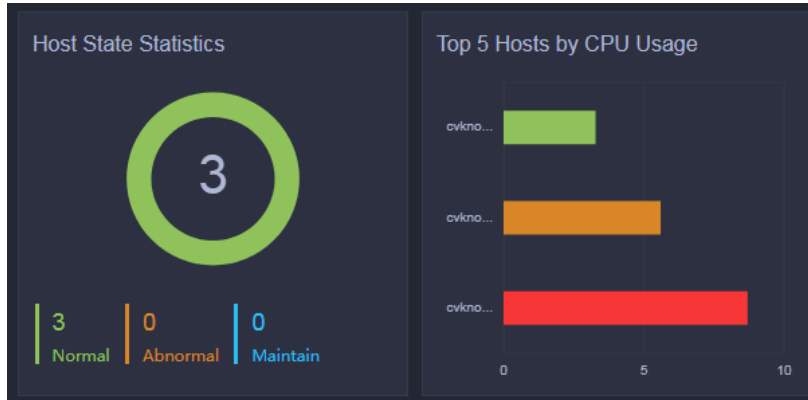 Host State Statistics
3
3
0
0
Normal
Abnormal
Maintain
Top 5 Hosts by CPU Usage
cvkno...
cvkno...
cvkno...
0
5
10